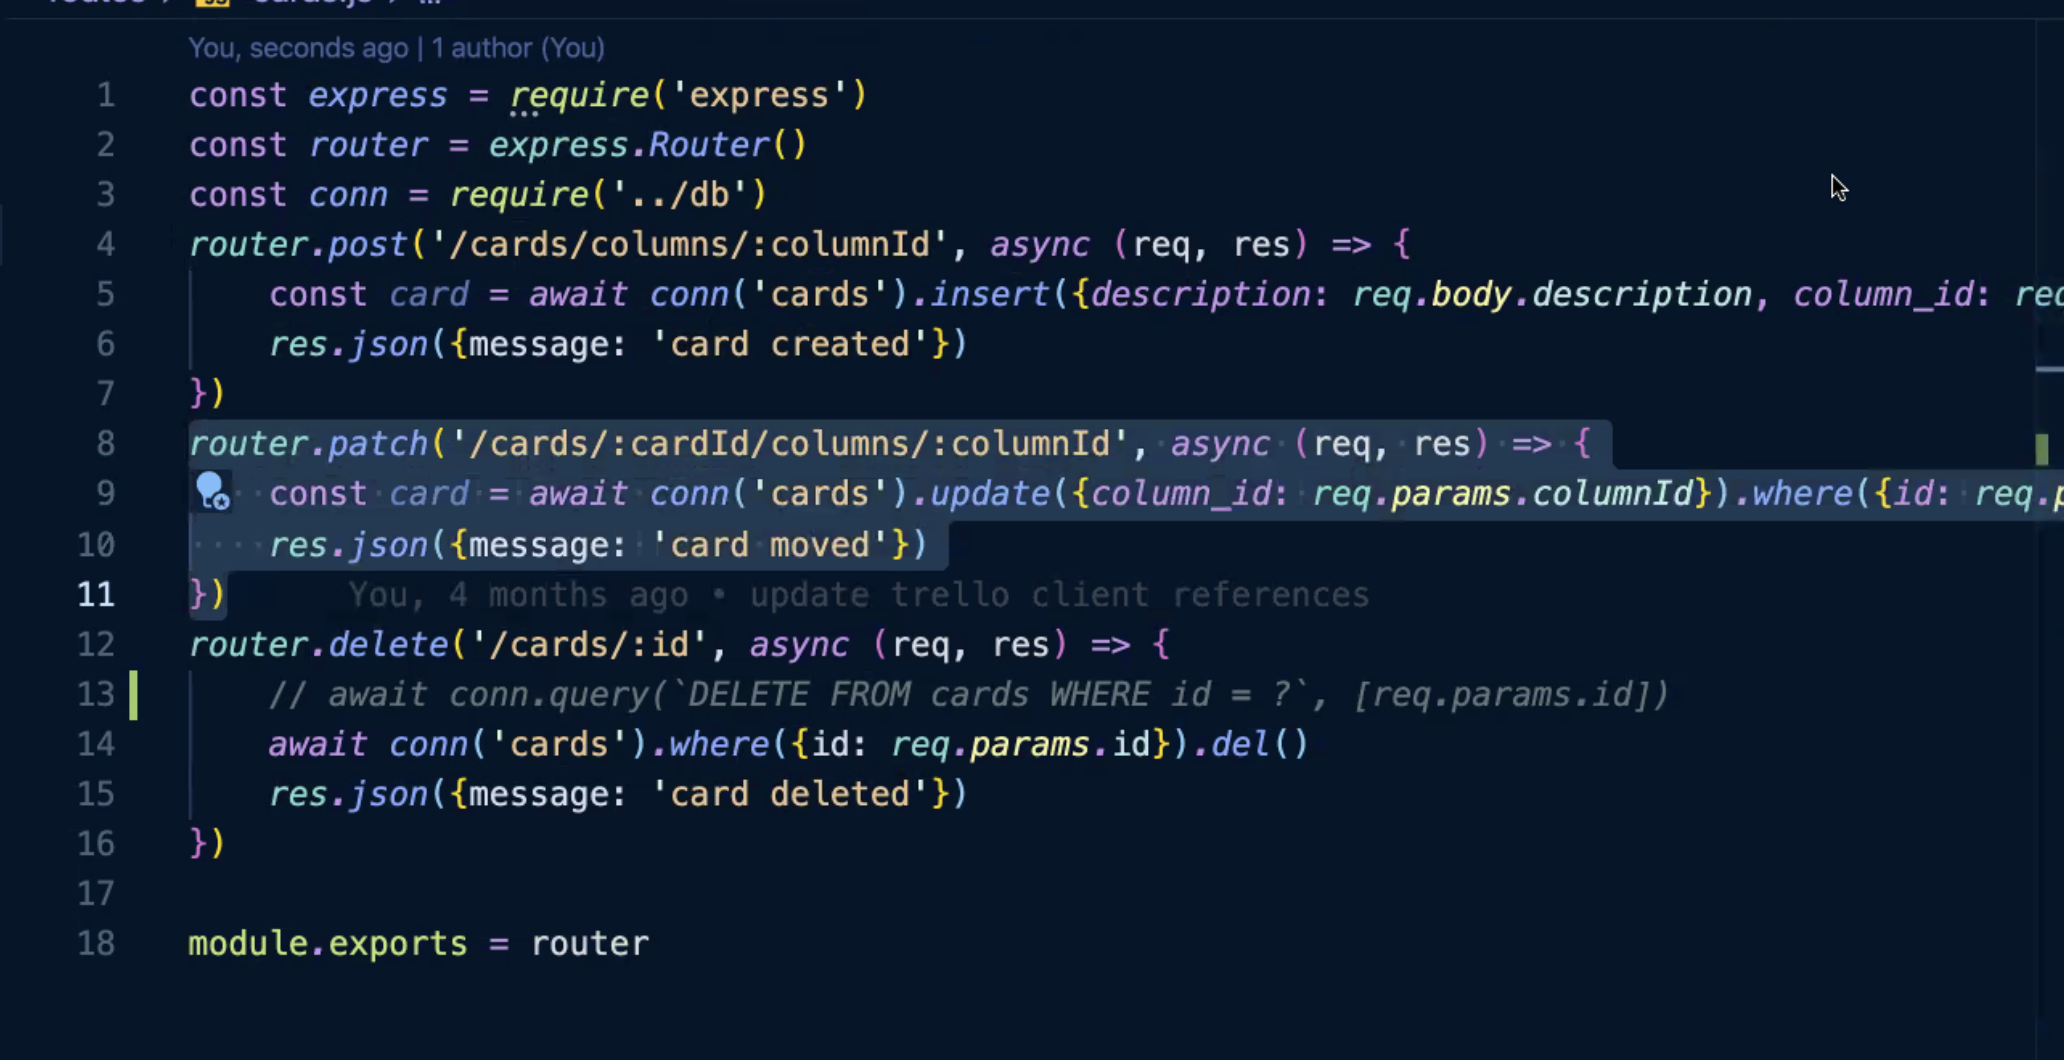 You, seconds ago | 1 author (You)
1 const express = require('express')
2 const router = express.Router()
3 const conn = require('../db')
4 router.post('/cards/columns/:columnId', async (req, res) => {
5 const card = await conn('cards').insert({description: req.body.description, column_id:
6 res.json({message: 'card created'})
7 })
8 router.patch('/cards/:cardId/columns/:columnId', async (req, res) => {
9 const card = await conn('cards').update({column_id: req.params.columnId}).where({id: req.
10 res.json({message: 'card moved'})
11 }) You, 4 months ago • update trello client references
12 router.delete('/cards/:id', async (req, res) => {
13 // await conn.query(`DELETE FROM cards WHERE id = ?`, [req.params.id])
14 await conn('cards').where({id: req.params.id}).del()
15 res.json({message: 'card deleted'})
16 })
17
18 module.exports = router